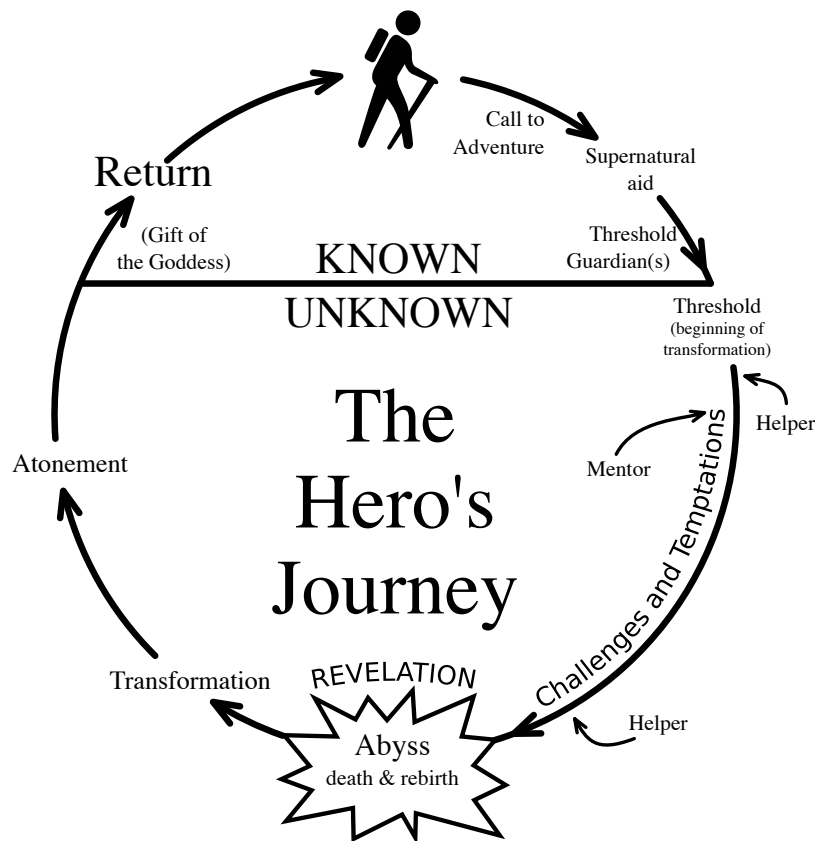 Call to
Adventure
Supernatural
aid
Return
(Gift of
the Goddess)
KNOWN
Threshold
Guardian(s)
UNKNOWN
Threshold
(beginning of
transformation)
Helper
Mentor
Challenges and Temptations
The
Hero's
Journey
Atonement
Transformation
REVELATION
Abyss
death & rebirth
Helper